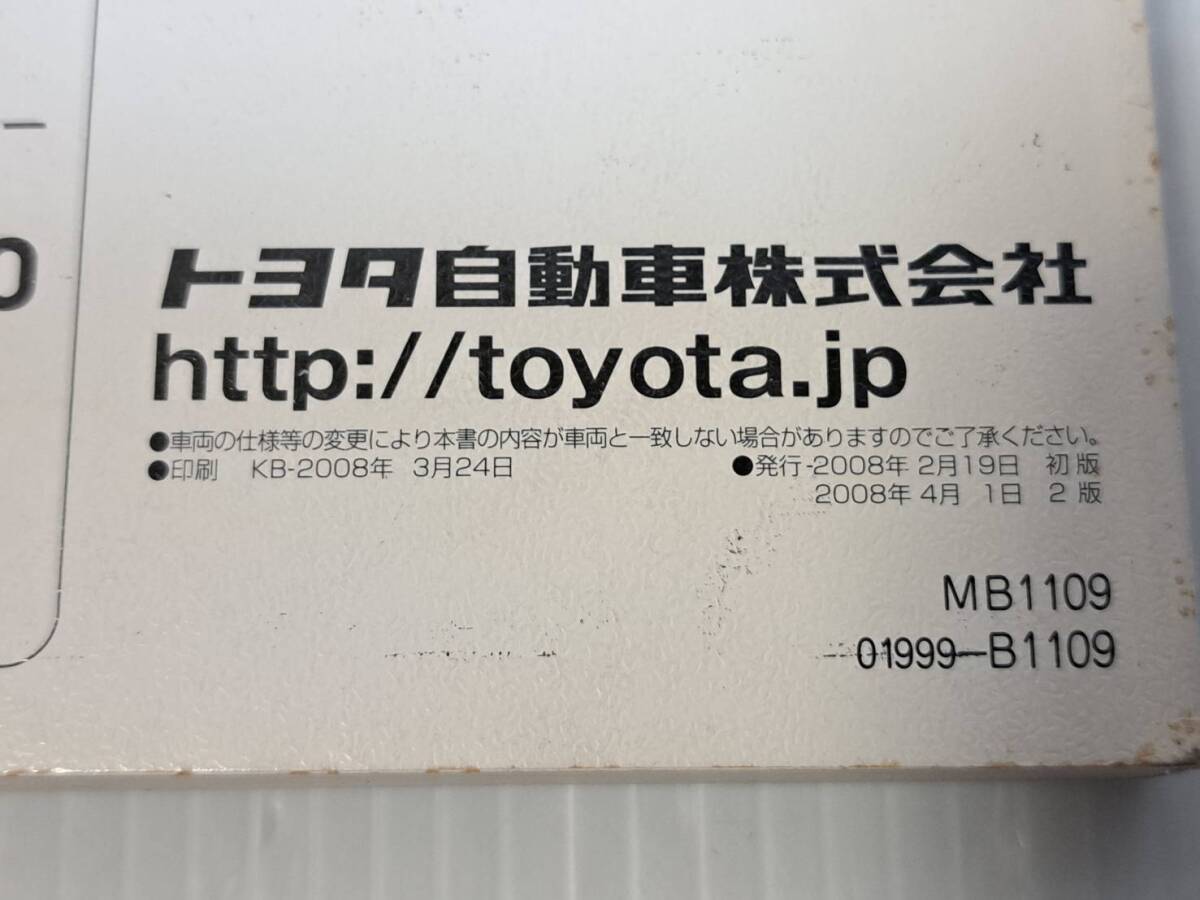 トヨタ自動車株式会社
http://toyota.jp
●車両の仕様等の変更により本書の内容が車両と一致しない場合がありますのでご了承ください。
●印刷 KB-2008年 3月24日 ●発行-2008年 2月19日 初版
2008年 4月 1日 2版
MB1109
01999-B1109